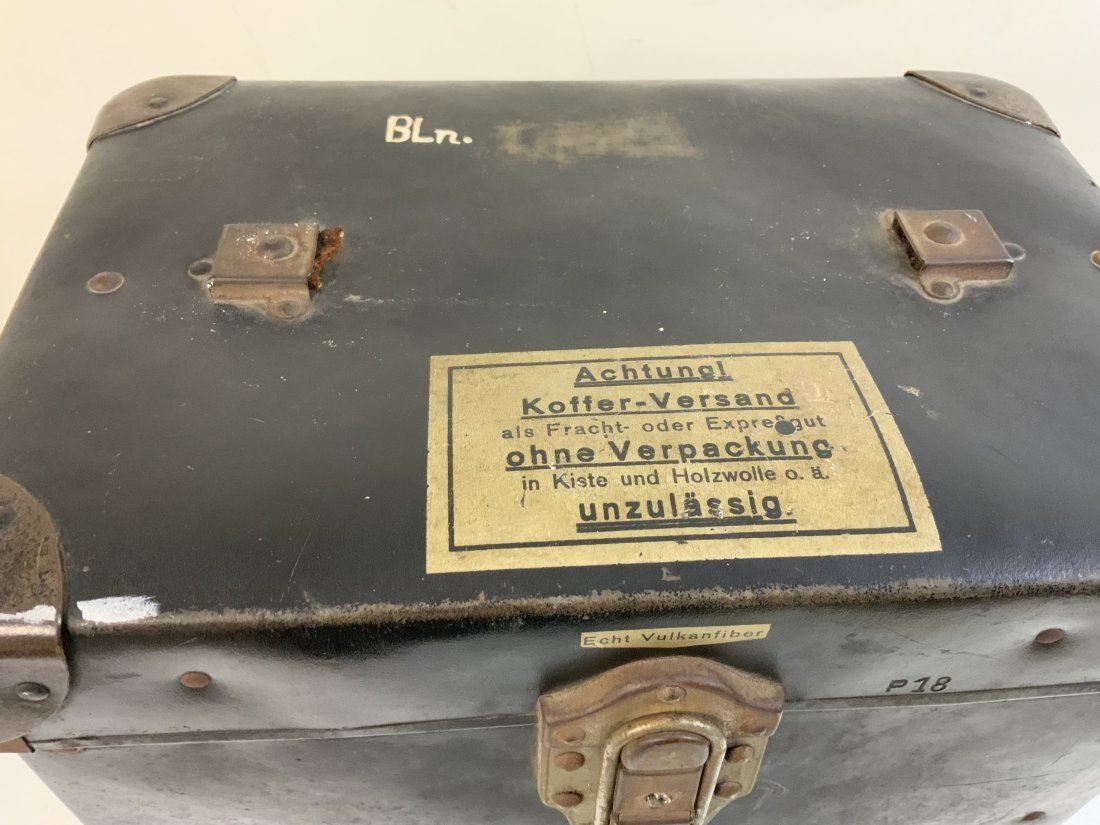 BLn.
Achtung!
Koffer-Versand
als Fracht- oder Expreßgut
ohne Verpackung
in Kiste und Holzwolle o. ä.
unzulässig.
Echt Vulkanfiber
P18